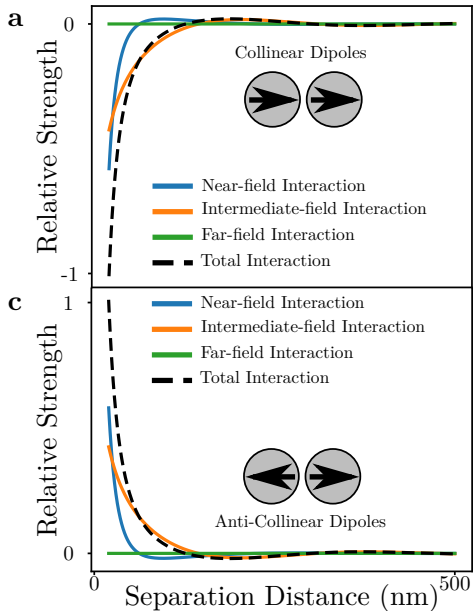 a
0
Collinear Dipoles
Relative Strength
Near-field Interaction
Intermediate-field Interaction
Far-field Interaction
Total Interaction
-1
c
1
Near-field Interaction
Intermediate-field Interaction
Far-field Interaction
Total Interaction
Relative Strength
Anti-Collinear Dipoles
0
0
500
Separation Distance (nm)